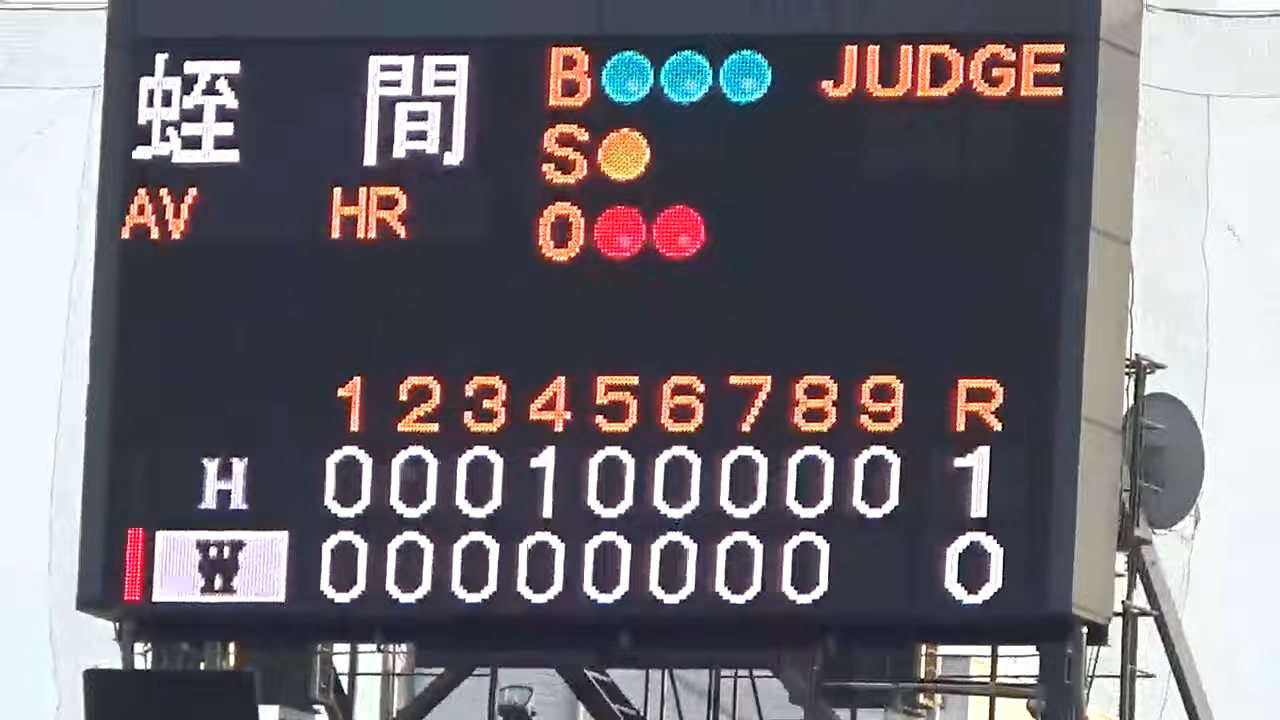 蛭間 B JUDGE
S
AV HR O
1 2 3 4 5 6 7 8 9 R
H 0 0 0 1 0 0 0 0 0 1
W 0 0 0 0 0 0 0 0 0